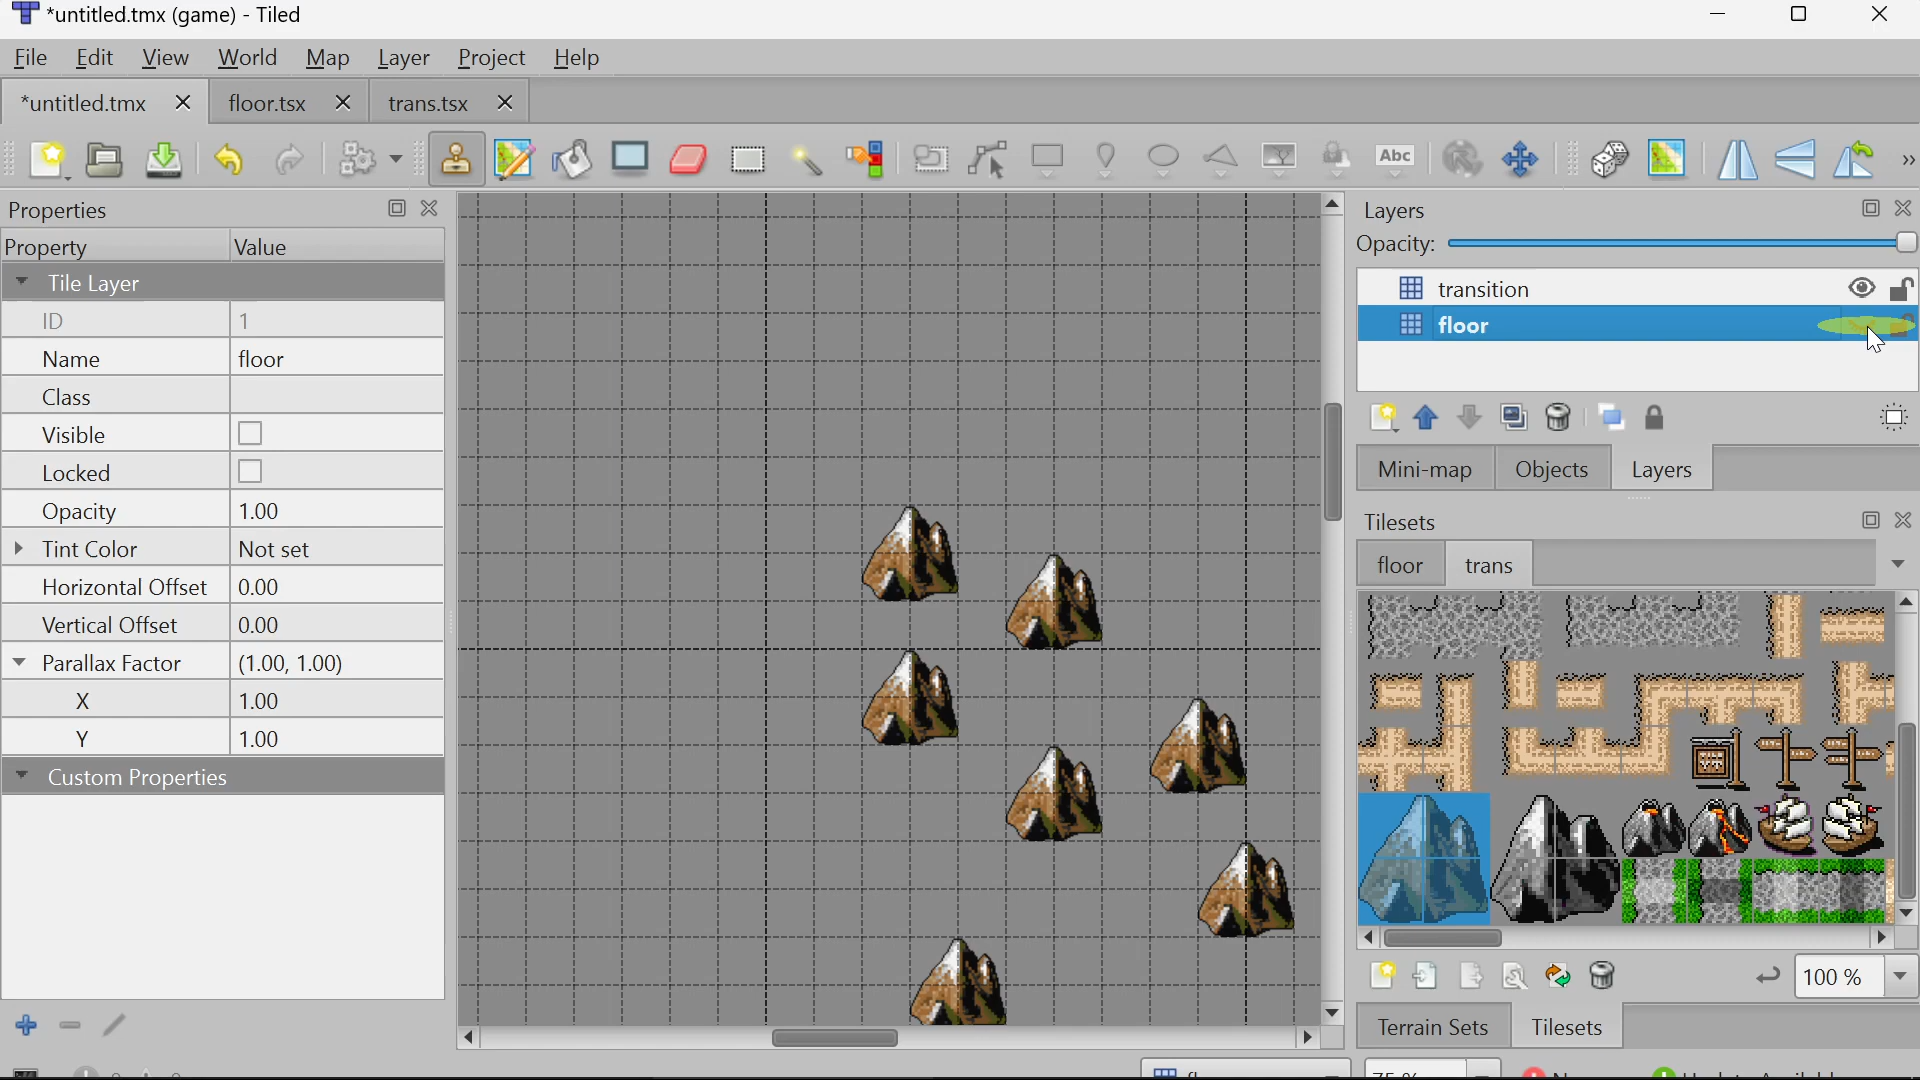 *untitled.tmx (game) - Tiled
File Edit View World Map Layer Project Help
*untitled.tmx floor.tsx trans.tsx
Abc
Properties
Property Value
Tile Layer
ID 1
Name floor
Class
Visible
Locked
Opacity 1.00
Tint Color Not set
Horizontal Offset 0.00
Vertical Offset 0.00
Parallax Factor (1.00, 1.00)
X 1.00
Y 1.00
Custom Properties
Layers
Opacity:
transition
floor
Mini-map Objects Layers
Tilesets
floor trans
100 %
Terrain Sets Tilesets